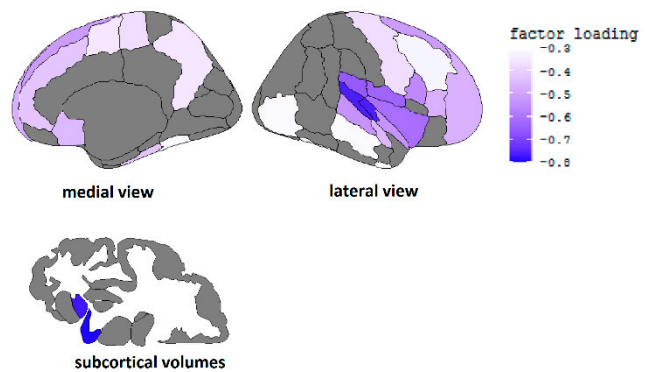 factor loading
-0.3
-0.4
-0.5
-0.6
-0.7
-0.8
medial view
lateral view
subcortical volumes